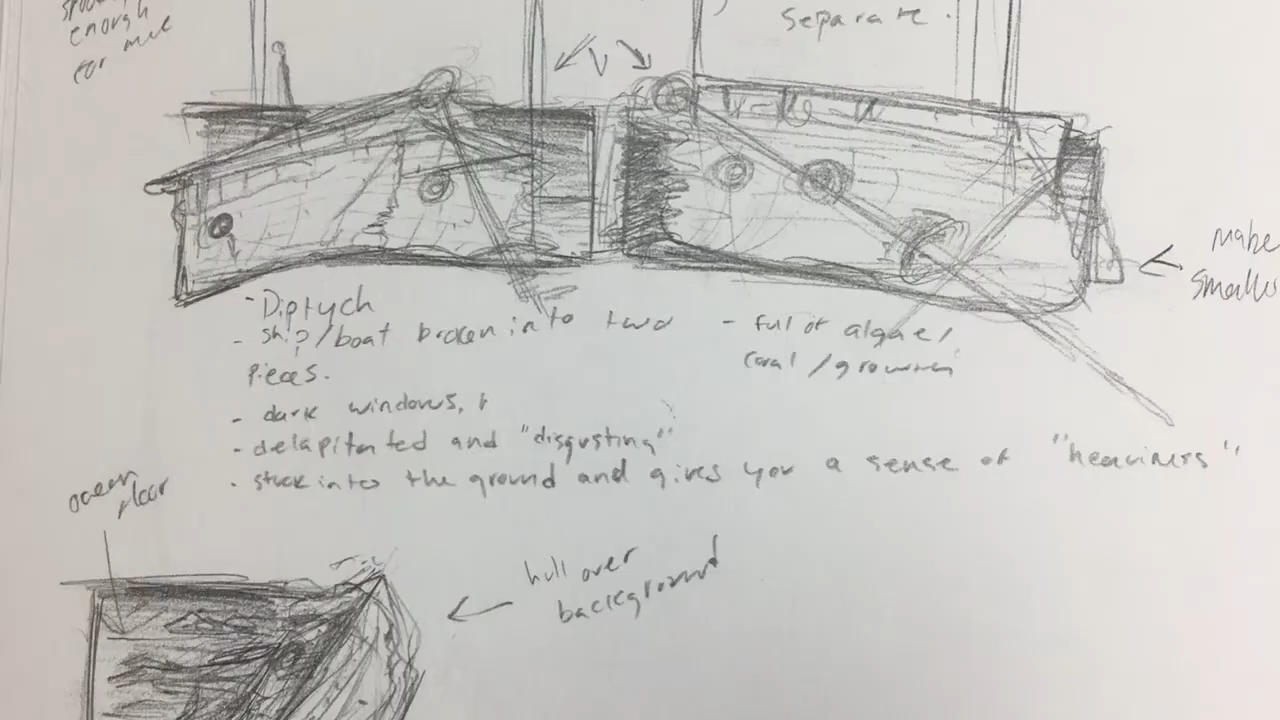 enough
for me
separate.
make
smaller
- Diptych
- ship/boat broken into two
pieces.
- full of algae/
coral/growth
- dark windows,
- delapitated and "disgusting"
- stuck into the ground and gives you a sense of "heaviness"
ocean
floor
hull over
background